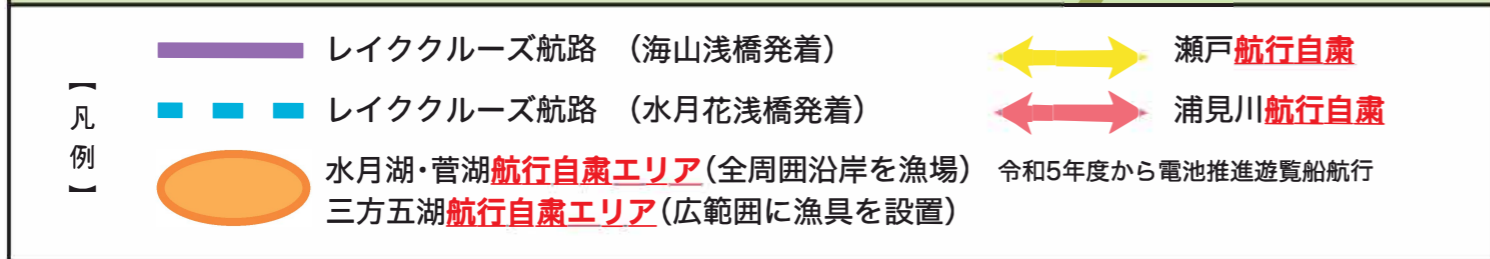 【凡例】
レイククルーズ航路 （海山浅橋発着）
レイククルーズ航路 （水月花浅橋発着）
水月湖・菅湖航行自粛エリア（全周囲沿岸を漁場）
三方五湖航行自粛エリア（広範囲に漁具を設置）
瀬戸航行自粛
浦見川航行自粛
令和5年度から電池推進遊覧船航行